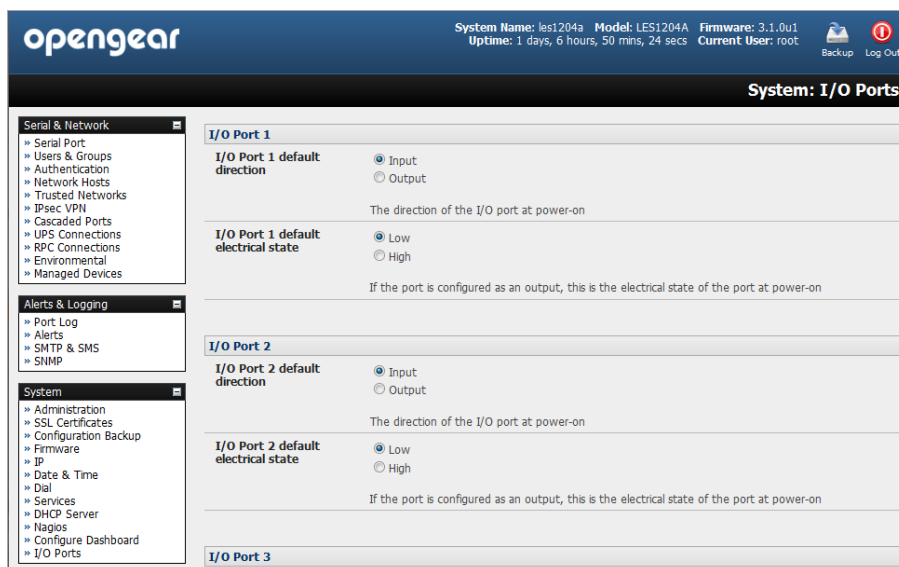 opengear
System Name: les1204a Model: LES1204A Firmware: 3.1.0u1
Uptime: 1 days, 6 hours, 50 mins, 24 secs Current User: root
Backup
Log Out
System: I/O Ports
Serial & Network
» Serial Port
» Users & Groups
» Authentication
» Network Hosts
» Trusted Networks
» IPsec VPN
» Cascaded Ports
» UPS Connections
» RPC Connections
» Environmental
» Managed Devices
Alerts & Logging
» Port Log
» Alerts
» SMTP & SMS
» SNMP
System
» Administration
» SSL Certificates
» Configuration Backup
» Firmware
» IP
» Date & Time
» Dial
» Services
» DHCP Server
» Nagios
» Configure Dashboard
» I/O Ports
I/O Port 1
I/O Port 1 default
direction
Input
Output
The direction of the I/O port at power-on
I/O Port 1 default
electrical state
Low
High
If the port is configured as an output, this is the electrical state of the port at power-on
I/O Port 2
I/O Port 2 default
direction
Input
Output
The direction of the I/O port at power-on
I/O Port 2 default
electrical state
Low
High
If the port is configured as an output, this is the electrical state of the port at power-on
I/O Port 3